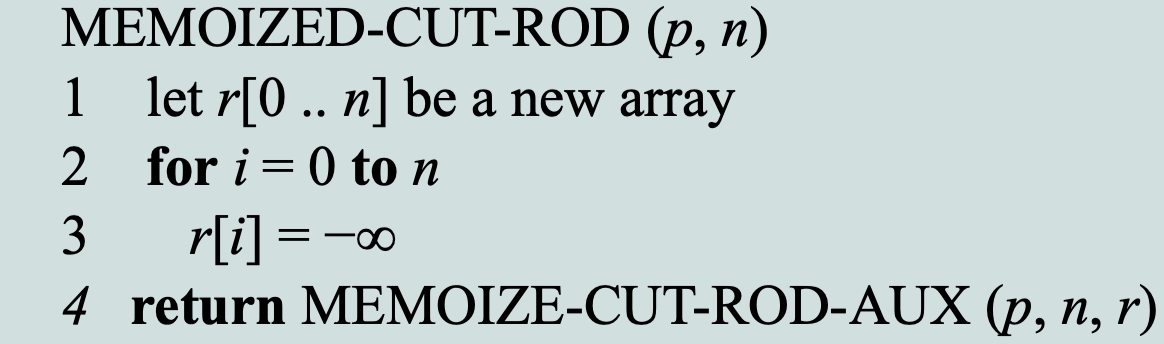 MEMOIZED-CUT-ROD (p, n)
1 let r[0 .. n] be a new array
2 for i = 0 to n
3 r[i] = −∞
4 return MEMOIZE-CUT-ROD-AUX (p, n, r)